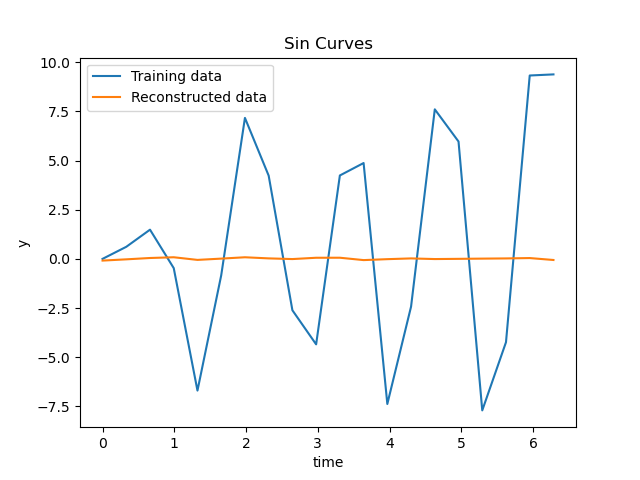 Sin Curves
Training data
Reconstructed data
10.0
7.5
5.0
2.5
0.0
−2.5
−5.0
−7.5
y
0 1 2 3 4 5 6
time